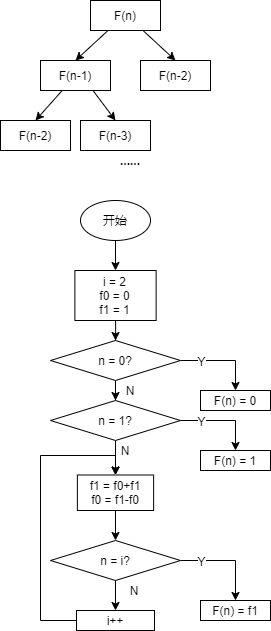 F(n)
F(n-1)
F(n-2)
F(n-2)
F(n-3)
......
开始
i = 2
f0 = 0
f1 = 1
n = 0?
Y
N
F(n) = 0
n = 1?
Y
N
F(n) = 1
f1 = f0+f1
f0 = f1-f0
n = i?
Y
N
F(n) = f1
i++